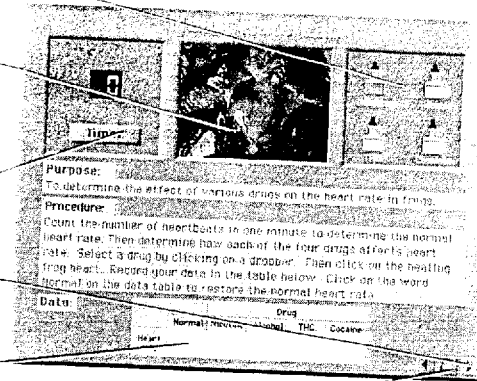 0
Timer
Purpose:
To determine the effect of various drugs on the heart rate in frogs.
Procedure:
Count the number of heartbeats in one minute to determine the normal
heart rate. Then determine how each of the four drugs affects heart
rate. Select a drug by clicking on a dropper. Then click on the beating
frog heart. Record your data in the table below. Click on the word
Normal on the data table to restore the normal heart rate.
Data:
Drug
Normal Nicotine Alcohol THC Cocaine
Heart